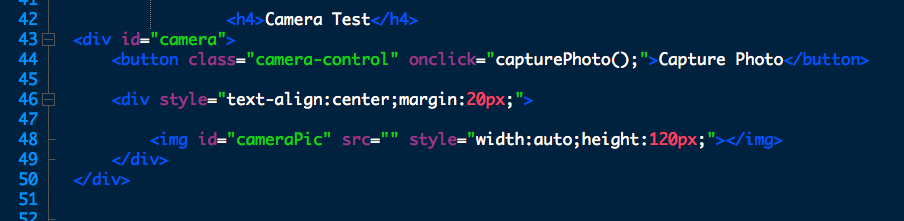 41
42 <h4>Camera Test</h4>
43 <div id="camera">
44 <button class="camera-control" onclick="capturePhoto();">Capture Photo</button>
45
46 <div style="text-align:center;margin:20px;">
47
48 <img id="cameraPic" src="" style="width:auto;height:120px;"></img>
49 </div>
50 </div>
51
52